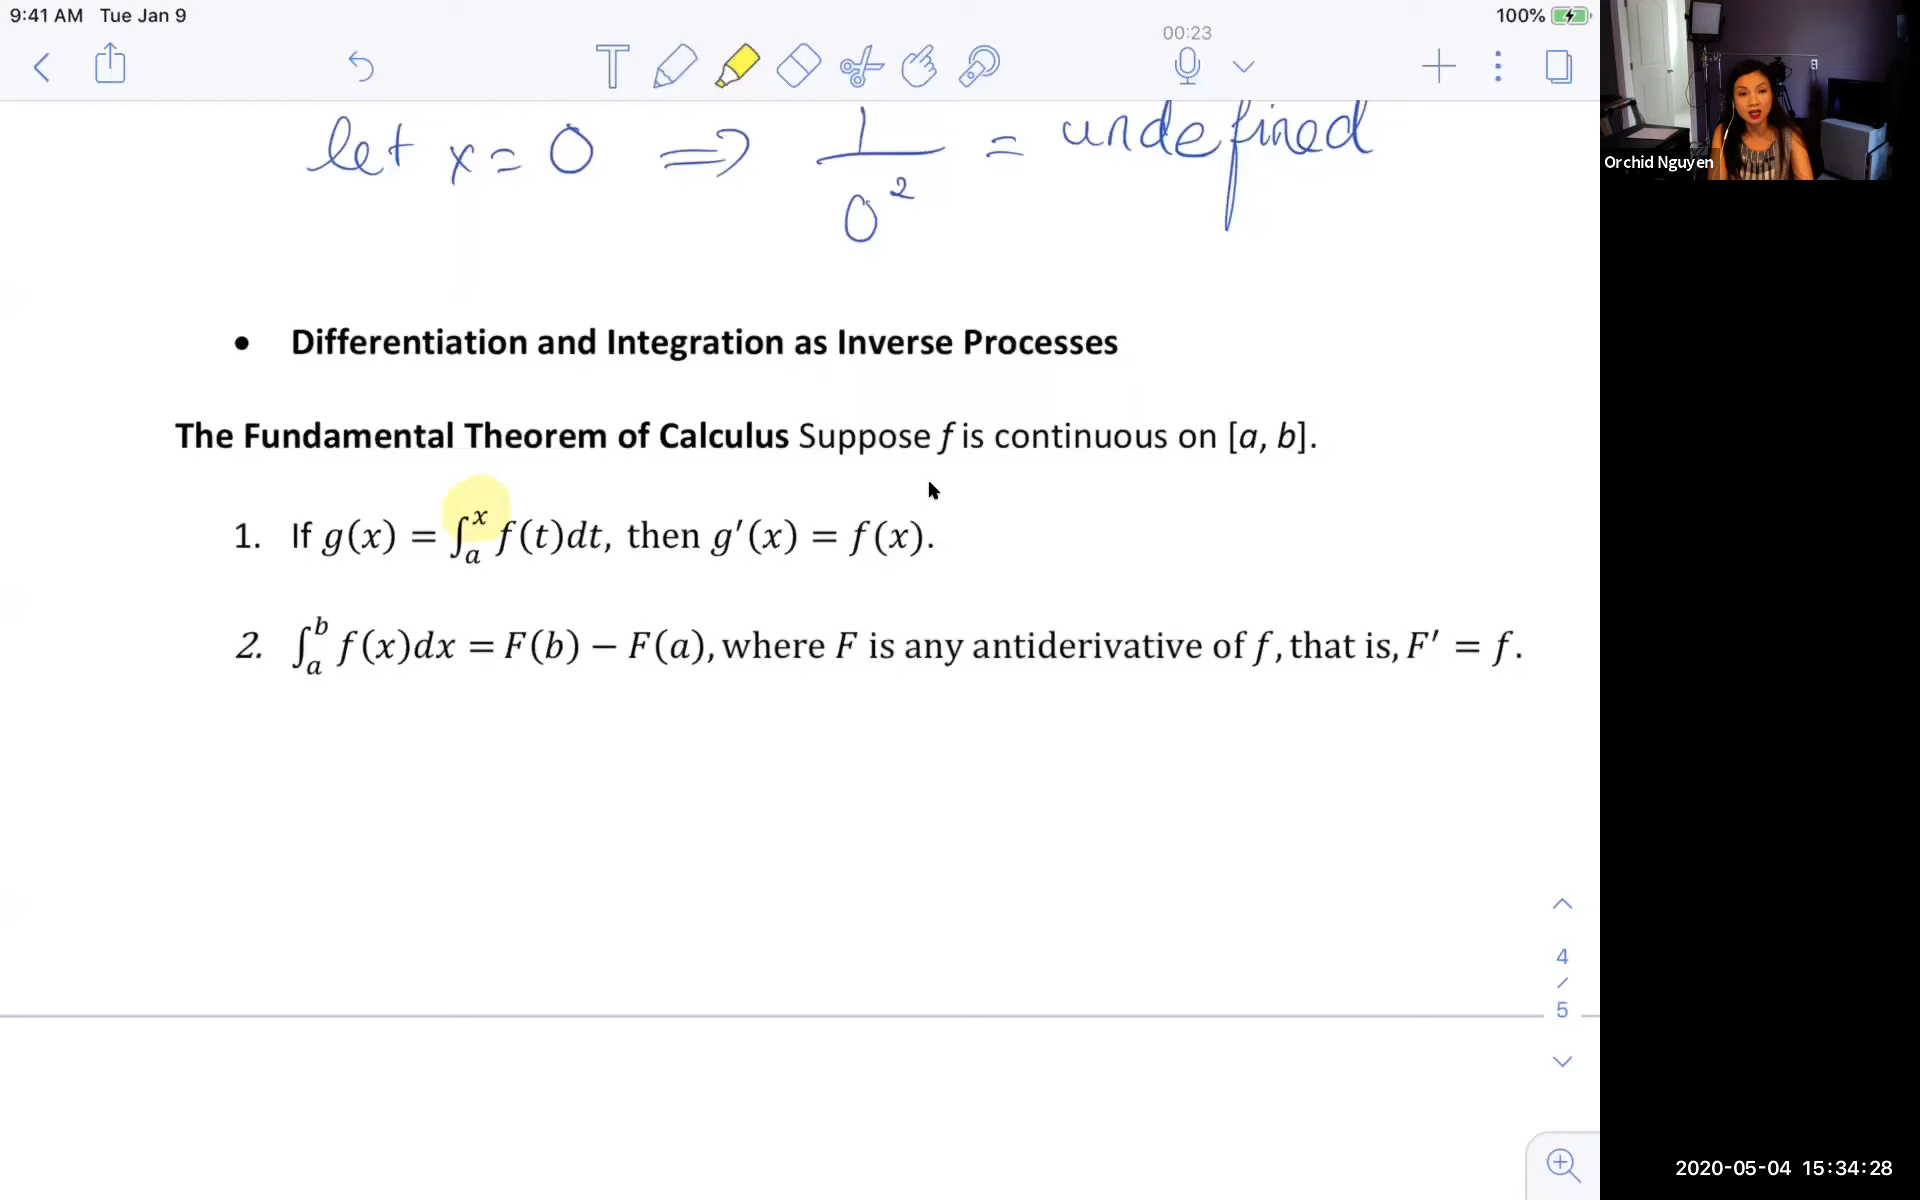 9:41 AM Tue Jan 9
100%
00:23
T
let x = 0 ⇒ 1/0² = undefined
Orchid Nguyen
• Differentiation and Integration as Inverse Processes
The Fundamental Theorem of Calculus Suppose f is continuous on [a, b].
1. If g(x) = ∫ₐˣ f(t)dt, then g′(x) = f(x).
2. ∫ₐᵇ f(x)dx = F(b) − F(a), where F is any antiderivative of f, that is, F′ = f.
4
/
5
2020-05-04 15:34:28